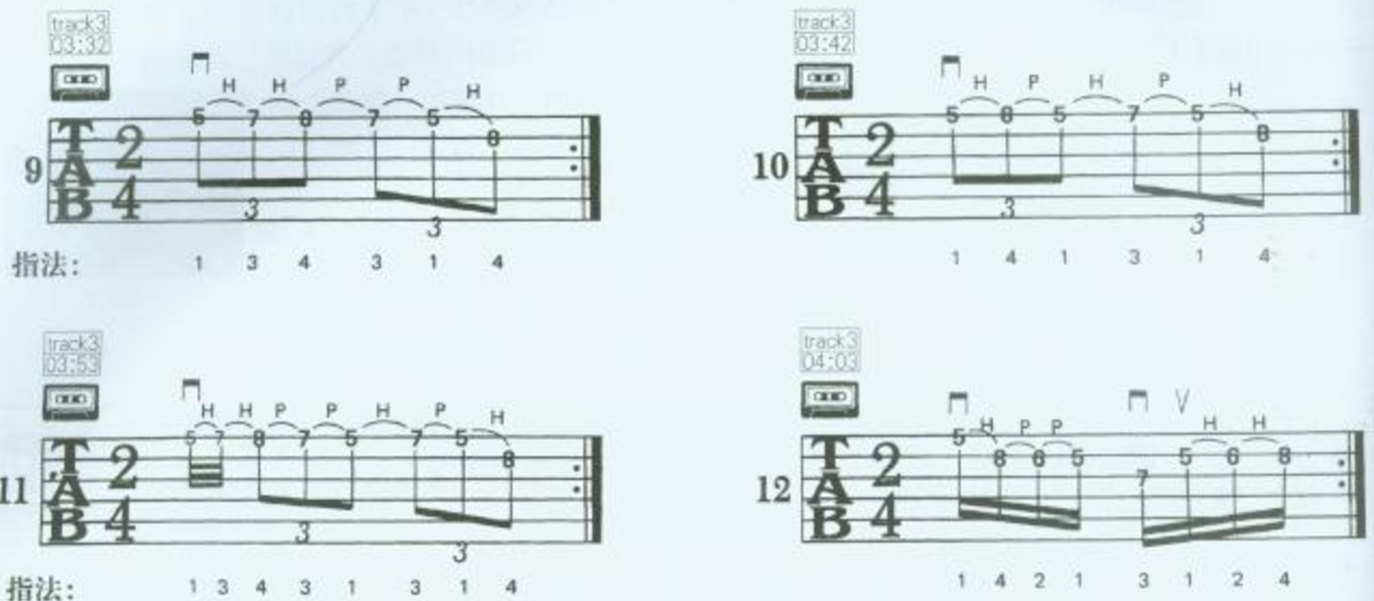 track3 track3
03:32 03:42
H H P P H H P H P H
5 7 8 7 5 5 8 5 7 5
8 8
9 TAB 2/4 10 TAB 2/4
3 3 3 3
指法: 1 3 4 3 1 4 1 4 1 3 1 4
track3 track3
03:53 04:03
H H P P H P H H P P H H
5 7 8 7 5 7 5 5
8 8 6 5 5 6 8
7
11 TAB 2/4 12 TAB 2/4
3 3
指法: 1 3 4 3 1 3 1 4 1 4 2 1 3 1 2 4